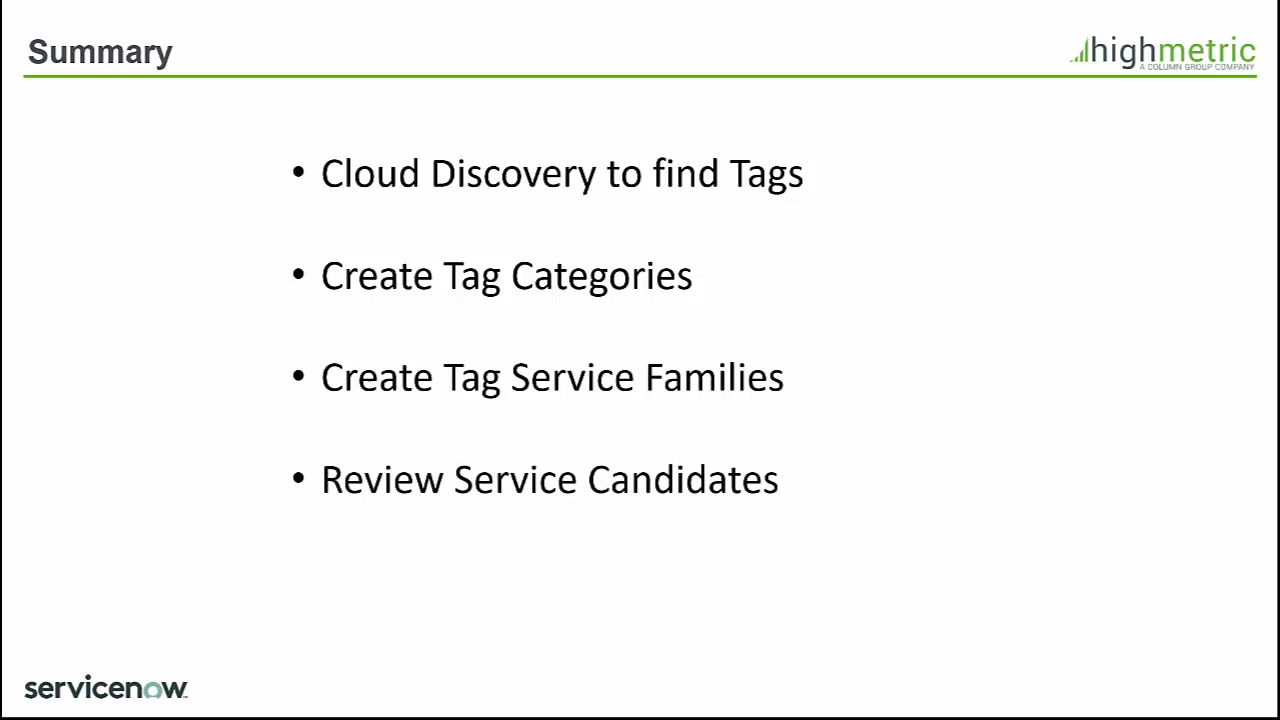 Summary
highmetric
A COLUMN GROUP COMPANY
• Cloud Discovery to find Tags
• Create Tag Categories
• Create Tag Service Families
• Review Service Candidates
servicenow